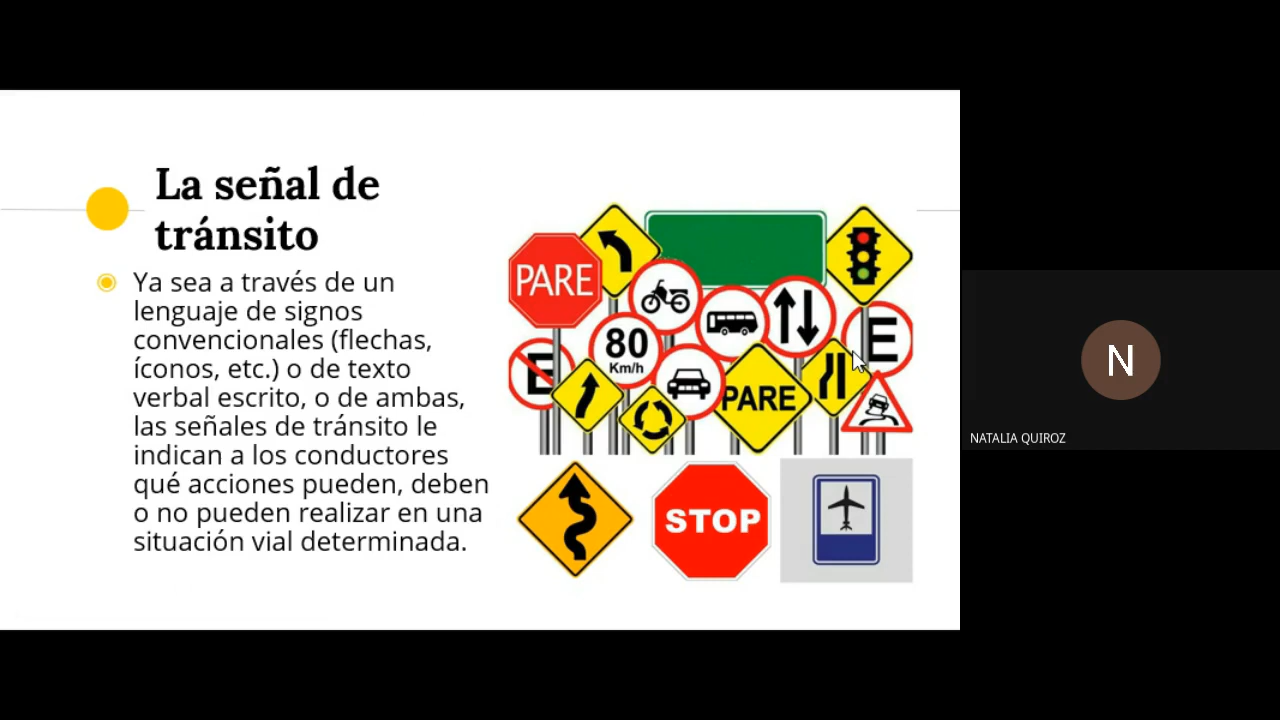 La señal de
tránsito
Ya sea a través de un
lenguaje de signos
convencionales (flechas,
íconos, etc.) o de texto
verbal escrito, o de ambas,
las señales de tránsito le
indican a los conductores
qué acciones pueden, deben
o no pueden realizar en una
situación vial determinada.
PARE
80
Km/h
E
E
PARE
STOP
N
NATALIA QUIROZ